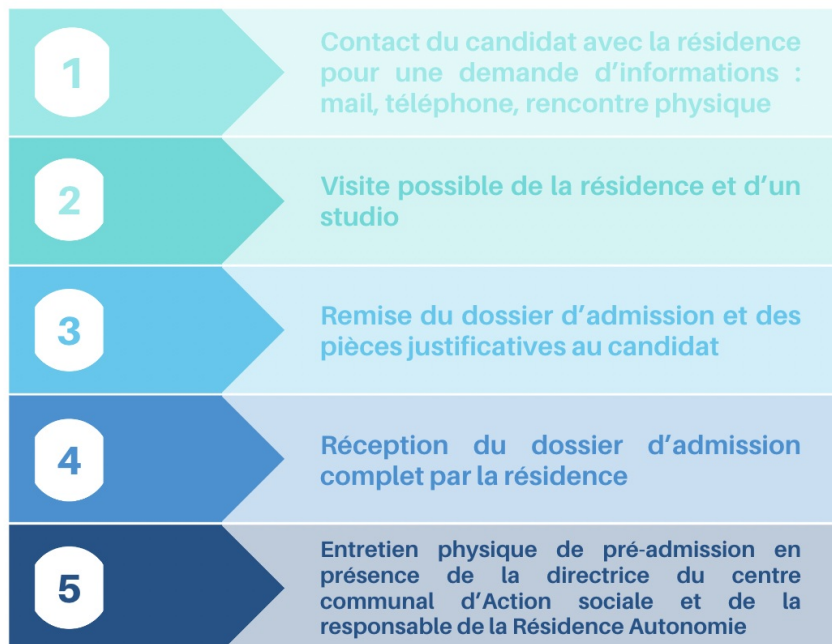 1
Contact du candidat avec la résidence
pour une demande d'informations :
mail, téléphone, rencontre physique
2
Visite possible de la résidence et d'un
studio
3
Remise du dossier d'admission et des
pièces justificatives au candidat
4
Réception du dossier d'admission
complet par la résidence
5
Entretien physique de pré-admission en
présence de la directrice du centre
communal d'Action sociale et de la
responsable de la Résidence Autonomie